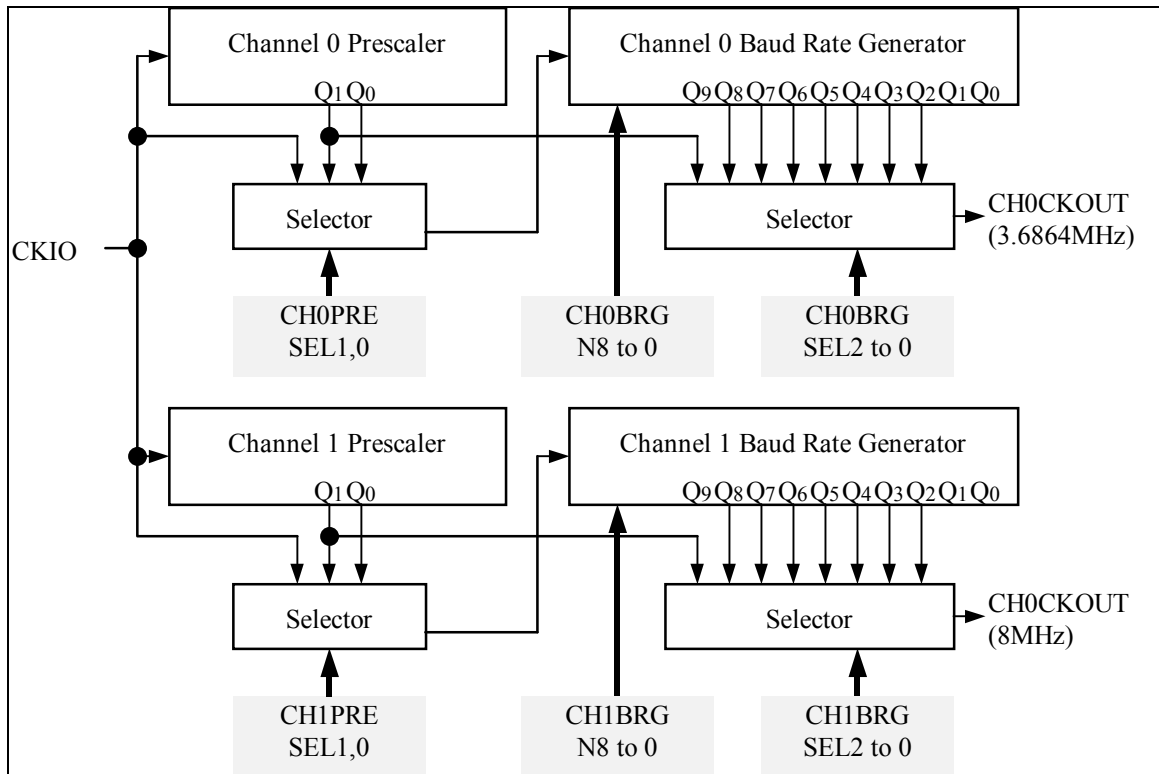 Channel 0 Prescaler
Q1 Q0
Channel 0 Baud Rate Generator
Q9 Q8 Q7 Q6 Q5 Q4 Q3 Q2 Q1 Q0
Selector
Selector
CH0CKOUT
(3.6864MHz)
CKIO
CH0PRE
SEL1,0
CH0BRG
N8 to 0
CH0BRG
SEL2 to 0
Channel 1 Prescaler
Q1 Q0
Channel 1 Baud Rate Generator
Q9 Q8 Q7 Q6 Q5 Q4 Q3 Q2 Q1 Q0
Selector
Selector
CH0CKOUT
(8MHz)
CH1PRE
SEL1,0
CH1BRG
N8 to 0
CH1BRG
SEL2 to 0